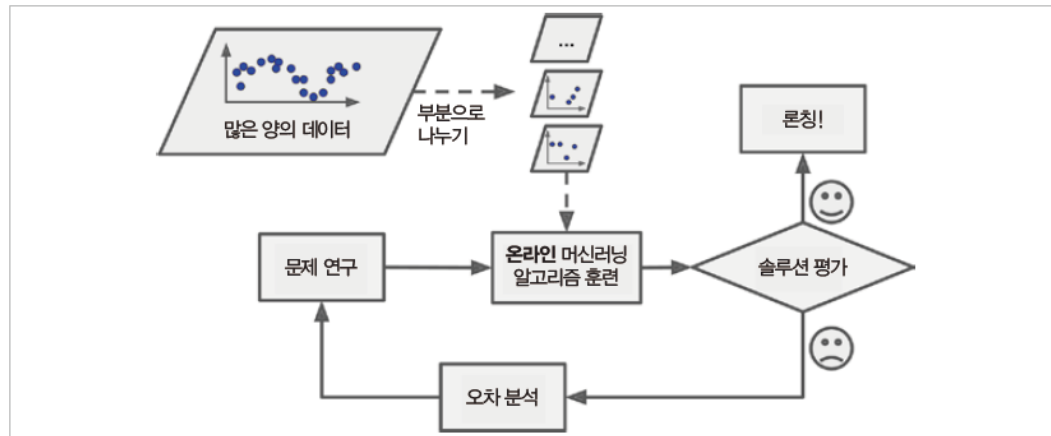 ...
많은 양의 데이터
부분으로
나누기
론칭!
문제 연구
온라인 머신러닝
알고리즘 훈련
솔루션 평가
오차 분석